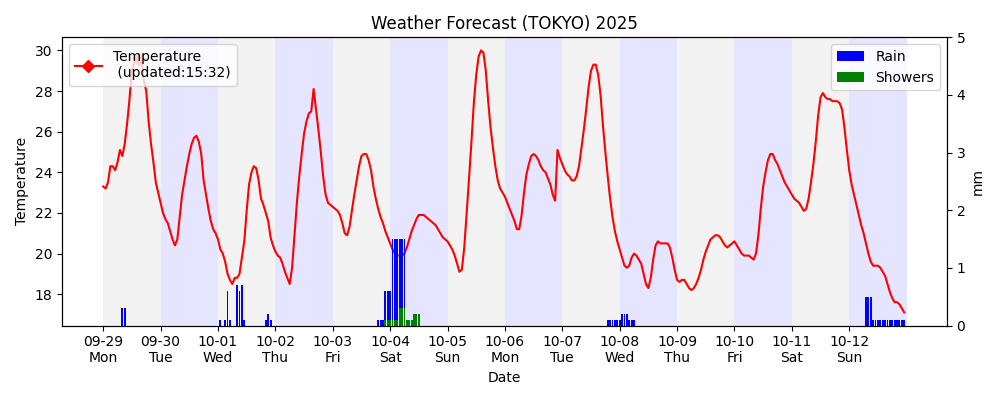 Weather Forecast (TOKYO) 2025
Temperature
(updated:15:32)
Rain
Showers
30
28
26
24
22
20
18
Temperature
5
4
3
2
1
0
mm
09-29 09-30 10-01 10-02 10-03 10-04 10-05 10-06 10-07 10-08 10-09 10-10 10-11 10-12
Mon Tue Wed Thu Fri Sat Sun Mon Tue Wed Thu Fri Sat Sun
Date